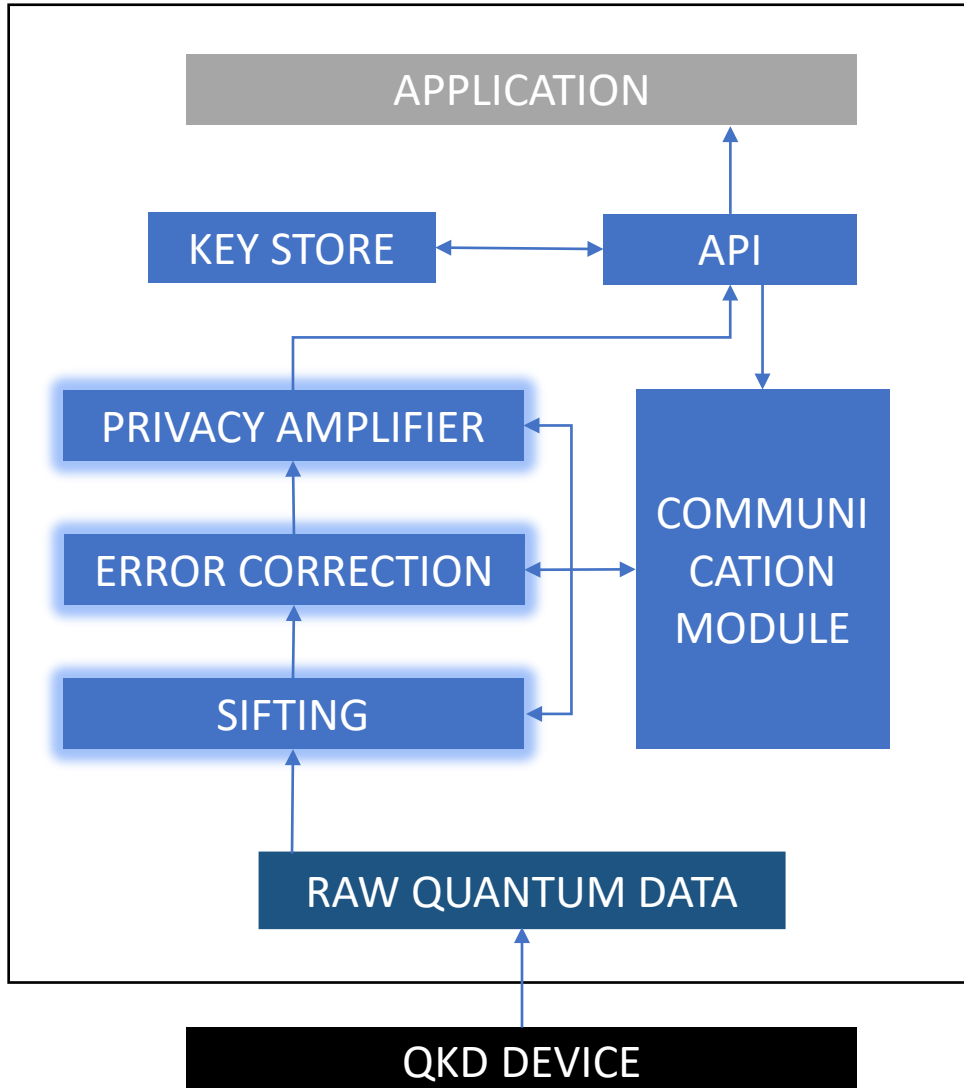 APPLICATION
KEY STORE
API
PRIVACY AMPLIFIER
COMMUNI
CATION
MODULE
ERROR CORRECTION
SIFTING
RAW QUANTUM DATA
QKD DEVICE